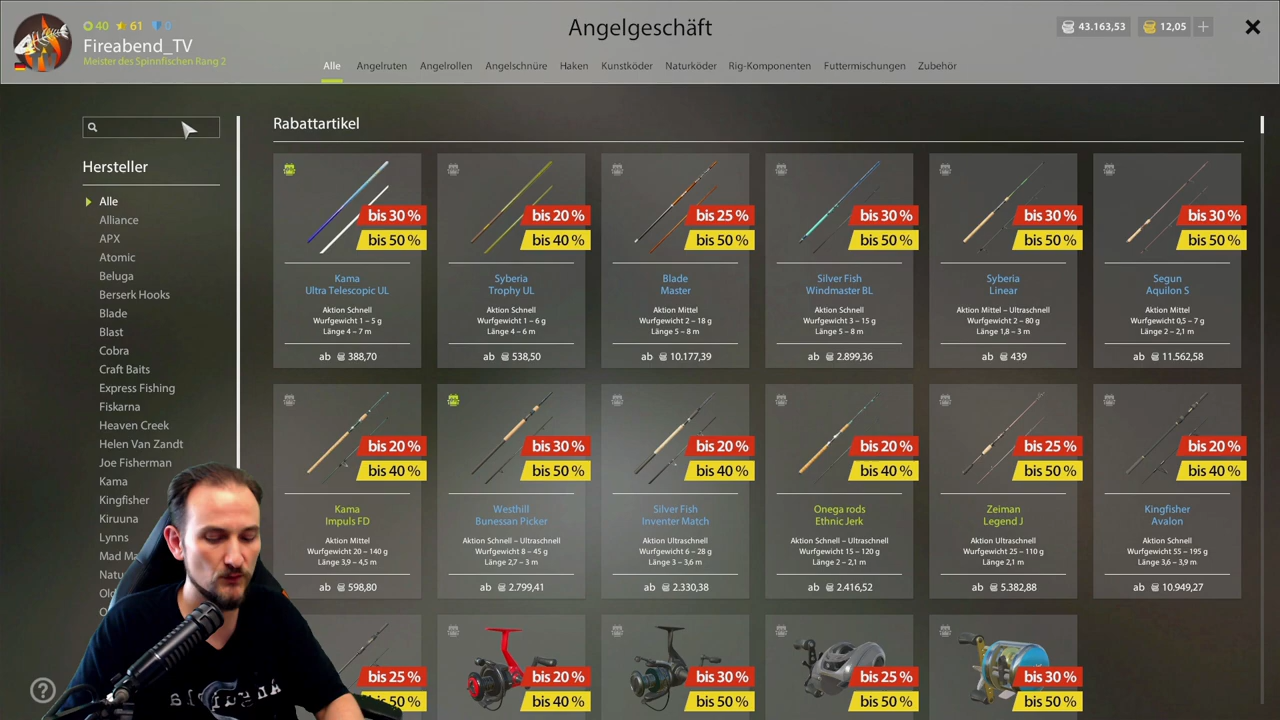 40 61 0
Fireabend_TV
Meister des Spinnfischen Rang 2
Angelgeschäft
43.163,53 12,05
Alle Angelruten Angelrollen Angelschnüre Haken Kunstköder Naturköder Rig-Komponenten Futtermischungen Zubehör
Hersteller
Alle
Alliance
APX
Atomic
Beluga
Berserk Hooks
Blade
Blast
Cobra
Craft Baits
Express Fishing
Fiskarna
Heaven Creek
Helen Van Zandt
Joe Fisherman
Kama
Kingfisher
Kiruuna
Lynns
Mad Ma
Natu
Rabattartikel
bis 30 %
bis 50 %
Kama
Ultra Telescopic UL
Aktion Schnell
Wurfgewicht 1 – 5 g
Länge 4 – 7 m
ab 388,70
bis 20 %
bis 40 %
Syberia
Trophy UL
Aktion Schnell
Wurfgewicht 1 – 6 g
Länge 4 – 6 m
ab 538,50
bis 25 %
bis 50 %
Blade
Master
Aktion Mittel
Wurfgewicht 2 – 18 g
Länge 5 – 8 m
ab 10.177,39
bis 30 %
bis 50 %
Silver Fish
Windmaster BL
Aktion Schnell
Wurfgewicht 3 – 15 g
Länge 5 – 8 m
ab 2.899,36
bis 30 %
bis 50 %
Syberia
Linear
Aktion Mittel – Ultraschnell
Wurfgewicht 2 – 80 g
Länge 1,8 – 3 m
ab 439
bis 30 %
bis 50 %
Segun
Aquilon S
Aktion Mittel
Wurfgewicht 0,5 – 7 g
Länge 2 – 2,1 m
ab 11.562,58
bis 20 %
bis 40 %
Kama
Impuls FD
Aktion Mittel
Wurfgewicht 20 – 140 g
Länge 3,9 – 4,5 m
ab 598,80
bis 30 %
bis 50 %
Westhill
Bunessan Picker
Aktion Schnell – Ultraschnell
Wurfgewicht 8 – 45 g
Länge 2,7 – 3 m
ab 2.799,41
bis 20 %
bis 40 %
Silver Fish
Inventer Match
Aktion Ultraschnell
Wurfgewicht 6 – 28 g
Länge 3 – 3,6 m
ab 2.330,38
bis 20 %
bis 40 %
Onega rods
Ethnic Jerk
Aktion Schnell – Ultraschnell
Wurfgewicht 15 – 120 g
Länge 2 – 2,1 m
ab 2.416,52
bis 25 %
bis 50 %
Zeiman
Legend J
Aktion Ultraschnell
Wurfgewicht 25 – 110 g
Länge 2,1 m
ab 5.382,88
bis 20 %
bis 40 %
Kingfisher
Avalon
Aktion Schnell
Wurfgewicht 55 – 195 g
Länge 3,6 – 3,9 m
ab 10.949,27
bis 25 %
50 %
bis 20 %
bis 40 %
bis 30 %
bis 50 %
bis 25 %
bis 50 %
bis 30 %
bis 50 %